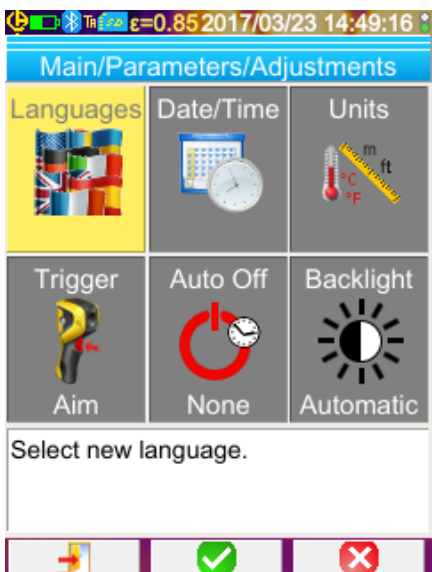 ε=0.85 2017/03/23 14:49:16
Main/Parameters/Adjustments
Languages Date/Time Units
m
ft
°C
°F
Trigger Auto Off Backlight
Aim None Automatic
Select new language.